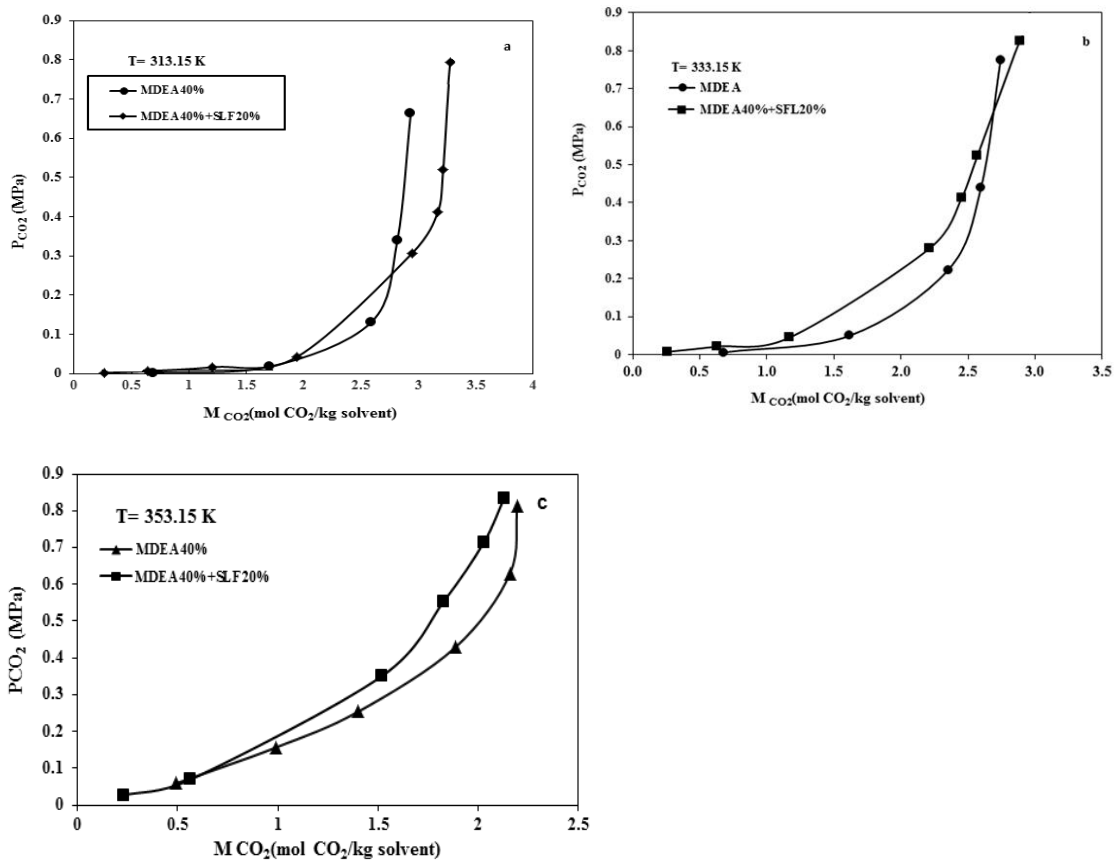 a
T= 313.15 K
MDEA40%
MDEA40%+SLF20%
0.9
0.8
0.7
0.6
0.5
0.4
0.3
0.2
0.1
0
P CO2 (MPa)
0 0.5 1 1.5 2 2.5 3 3.5 4
M CO2(mol CO2/kg solvent)
b
T= 333.15 K
MDEA
MDEA40%+SFL20%
0.9
0.8
0.7
0.6
0.5
0.4
0.3
0.2
0.1
0
P CO2 (MPa)
0.0 0.5 1.0 1.5 2.0 2.5 3.0 3.5
M CO2(mol CO2/kg solvent)
C
T= 353.15 K
MDEA40%
MDEA40%+SLF20%
0.9
0.8
0.7
0.6
0.5
0.4
0.3
0.2
0.1
0
PCO2 (MPa)
0 0.5 1 1.5 2 2.5
M CO2(mol CO2/kg solvent)